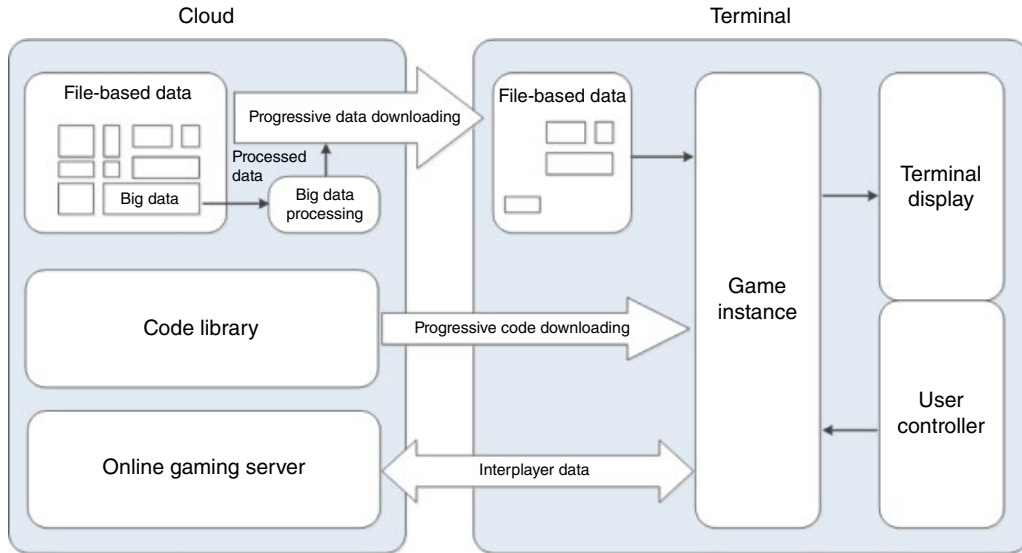 Cloud
Terminal
File-based data
Big data
Progressive data downloading
Processed
data
Big data
processing
File-based data
Game
instance
Terminal
display
Code library
Progressive code downloading
User
controller
Online gaming server
Interplayer data